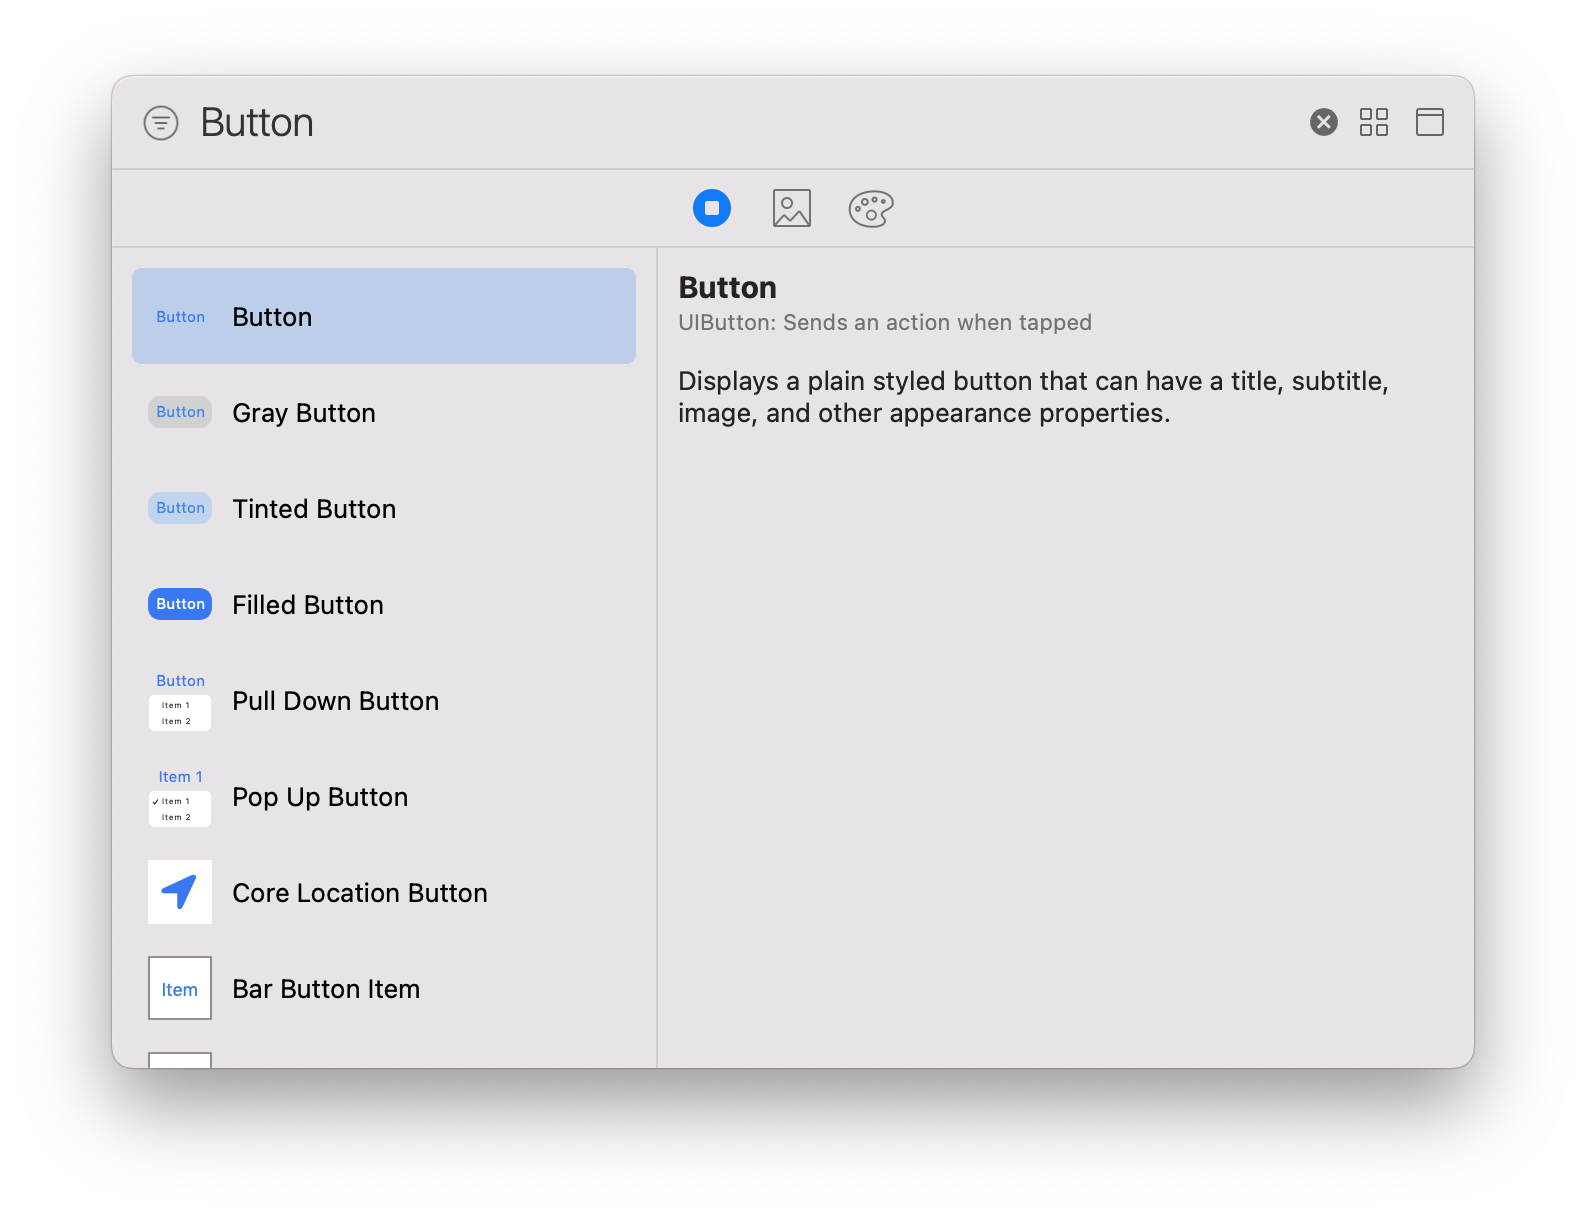 Button
Button
Button
Button
Gray Button
Button
Tinted Button
Button
Filled Button
Button
Item 1
Item 2
Pull Down Button
Item 1
✓ Item 1
Item 2
Pop Up Button
Core Location Button
Item
Bar Button Item
Button
UIButton: Sends an action when tapped
Displays a plain styled button that can have a title, subtitle,
image, and other appearance properties.